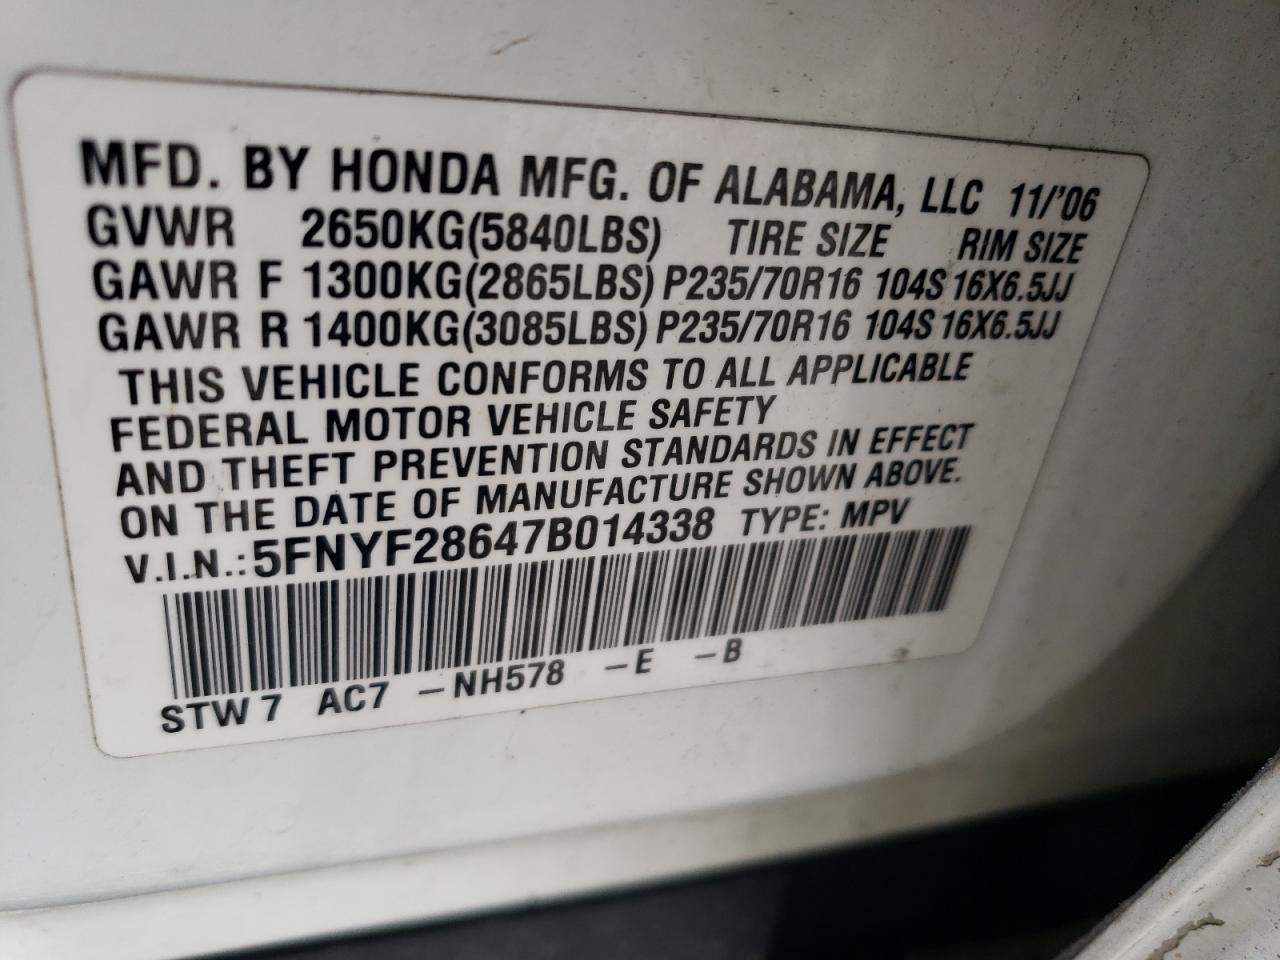 MFD. BY HONDA MFG. OF ALABAMA, LLC 11/'06
GVWR 2650KG(5840LBS) TIRE SIZE RIM SIZE
GAWR F 1300KG(2865LBS) P235/70R16 104S 16X6.5JJ
GAWR R 1400KG(3085LBS) P235/70R16 104S 16X6.5JJ
THIS VEHICLE CONFORMS TO ALL APPLICABLE
FEDERAL MOTOR VEHICLE SAFETY
AND THEFT PREVENTION STANDARDS IN EFFECT
ON THE DATE OF MANUFACTURE SHOWN ABOVE.
V.I.N.: 5FNYF28647B014338 TYPE: MPV
STW 7 AC7 -NH578 -E -B